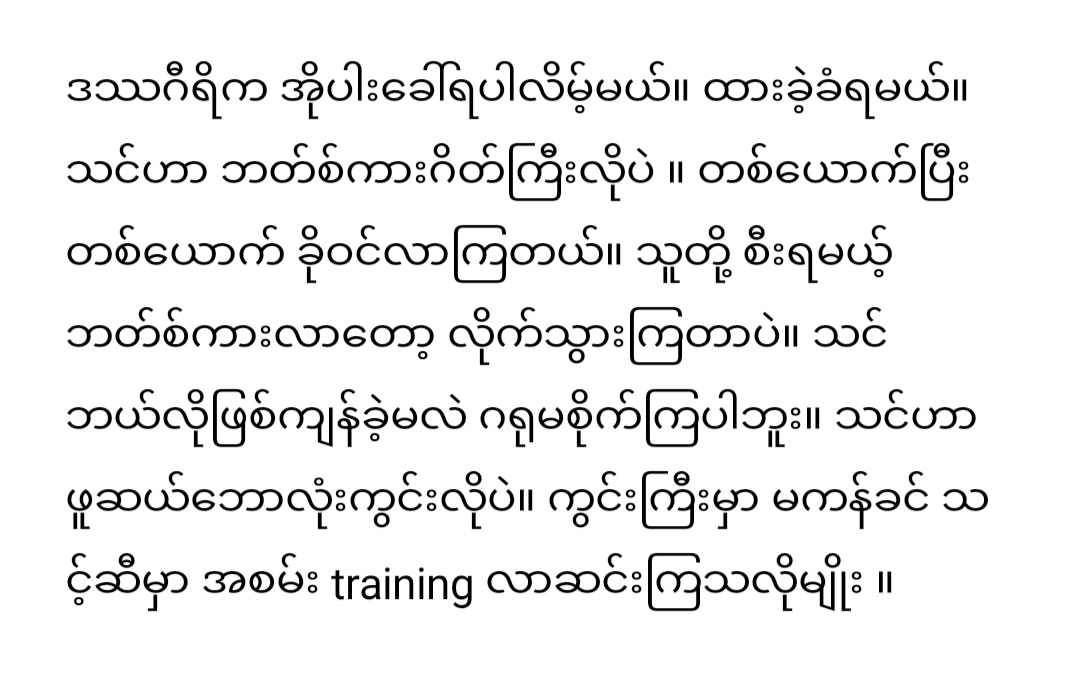 ဒဿဂီရိက အိုပါးခေါ်ရပါလိမ့်မယ်။ ထားခဲ့ခံရမယ်။
သင်ဟာ ဘတ်စ်ကားဂိတ်ကြီးလိုပဲ ။ တစ်ယောက်ပြီး
တစ်ယောက် ခိုဝင်လာကြတယ်။ သူတို့ စီးရမယ့်
ဘတ်စ်ကားလာတော့ လိုက်သွားကြတာပဲ။ သင်
ဘယ်လိုဖြစ်ကျန်ခဲ့မလဲ ဂရုမစိုက်ကြပါဘူး။ သင်ဟာ
ဖူဆယ်ဘောလုံးကွင်းလိုပဲ။ ကွင်းကြီးမှာ မကန်ခင် သ
င့်ဆီမှာ အစမ်း training လာဆင်းကြသလိုမျိုး ။